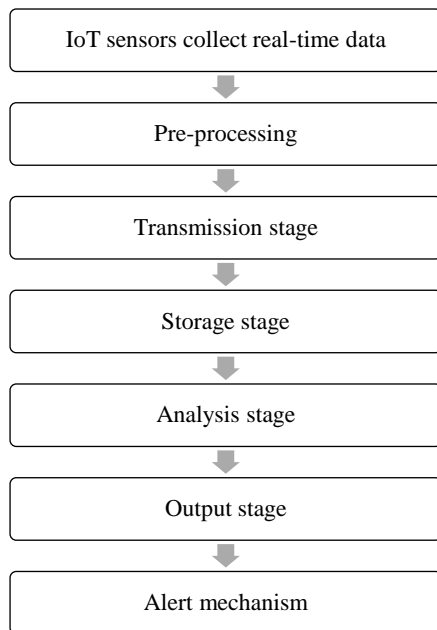 IoT sensors collect real-time data
Pre-processing
Transmission stage
Storage stage
Analysis stage
Output stage
Alert mechanism